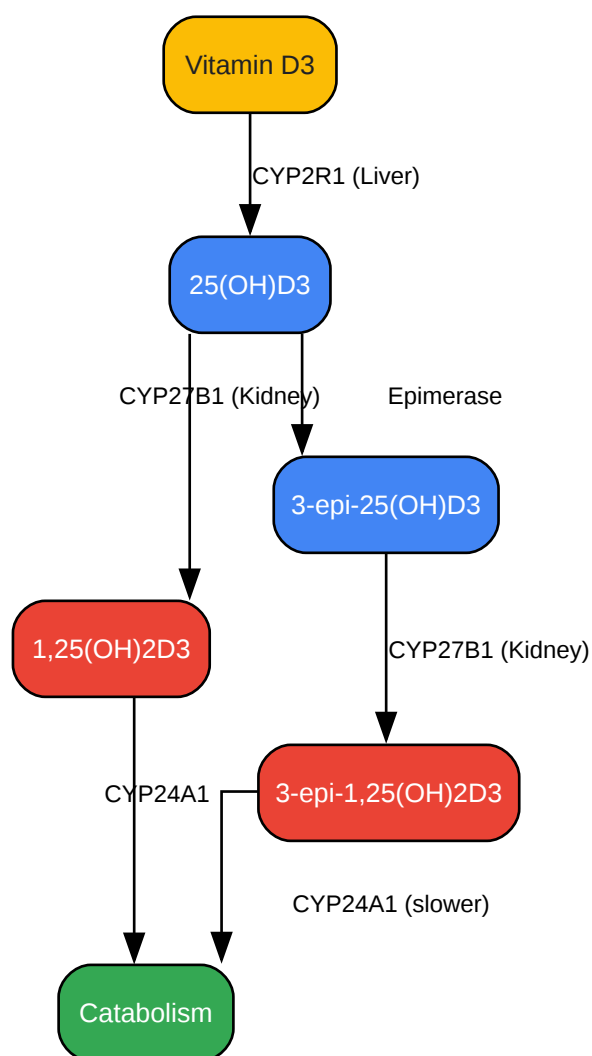 Vitamin D3
CYP2R1 (Liver)
25(OH)D3
CYP27B1 (Kidney)
Epimerase
3-epi-25(OH)D3
1,25(OH)2D3
CYP27B1 (Kidney)
CYP24A1
3-epi-1,25(OH)2D3
CYP24A1 (slower)
Catabolism